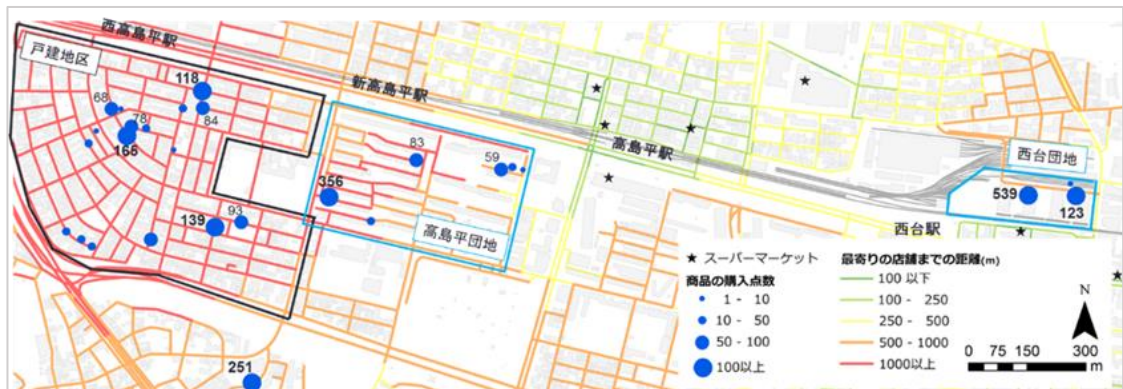 西高島平駅
戸建地区
新高島平駅
高島平駅
西台団地
西台駅
高島平団地
118
68
84
78
166
139
93
83
59
356
539
123
251
★ スーパーマーケット
商品の購入点数
1 - 10
10 - 50
50 - 100
100以上
最寄りの店舗までの距離(m)
100 以下
100 - 250
250 - 500
500 - 1000
1000以上
N
0 75 150 300
m